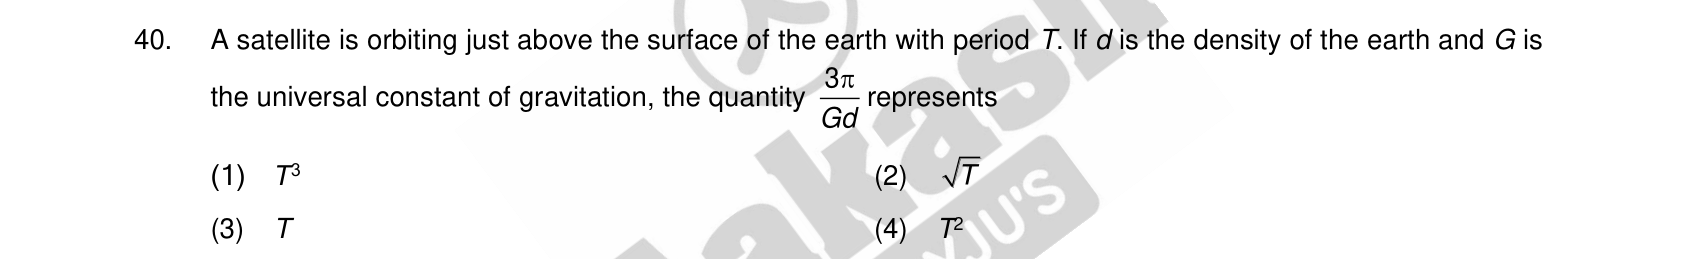 40. A satellite is orbiting just above the surface of the earth with period T. If d is the density of the earth and G is
the universal constant of gravitation, the quantity 3π/Gd represents
(1) T³ (2) √T
(3) T (4) T²